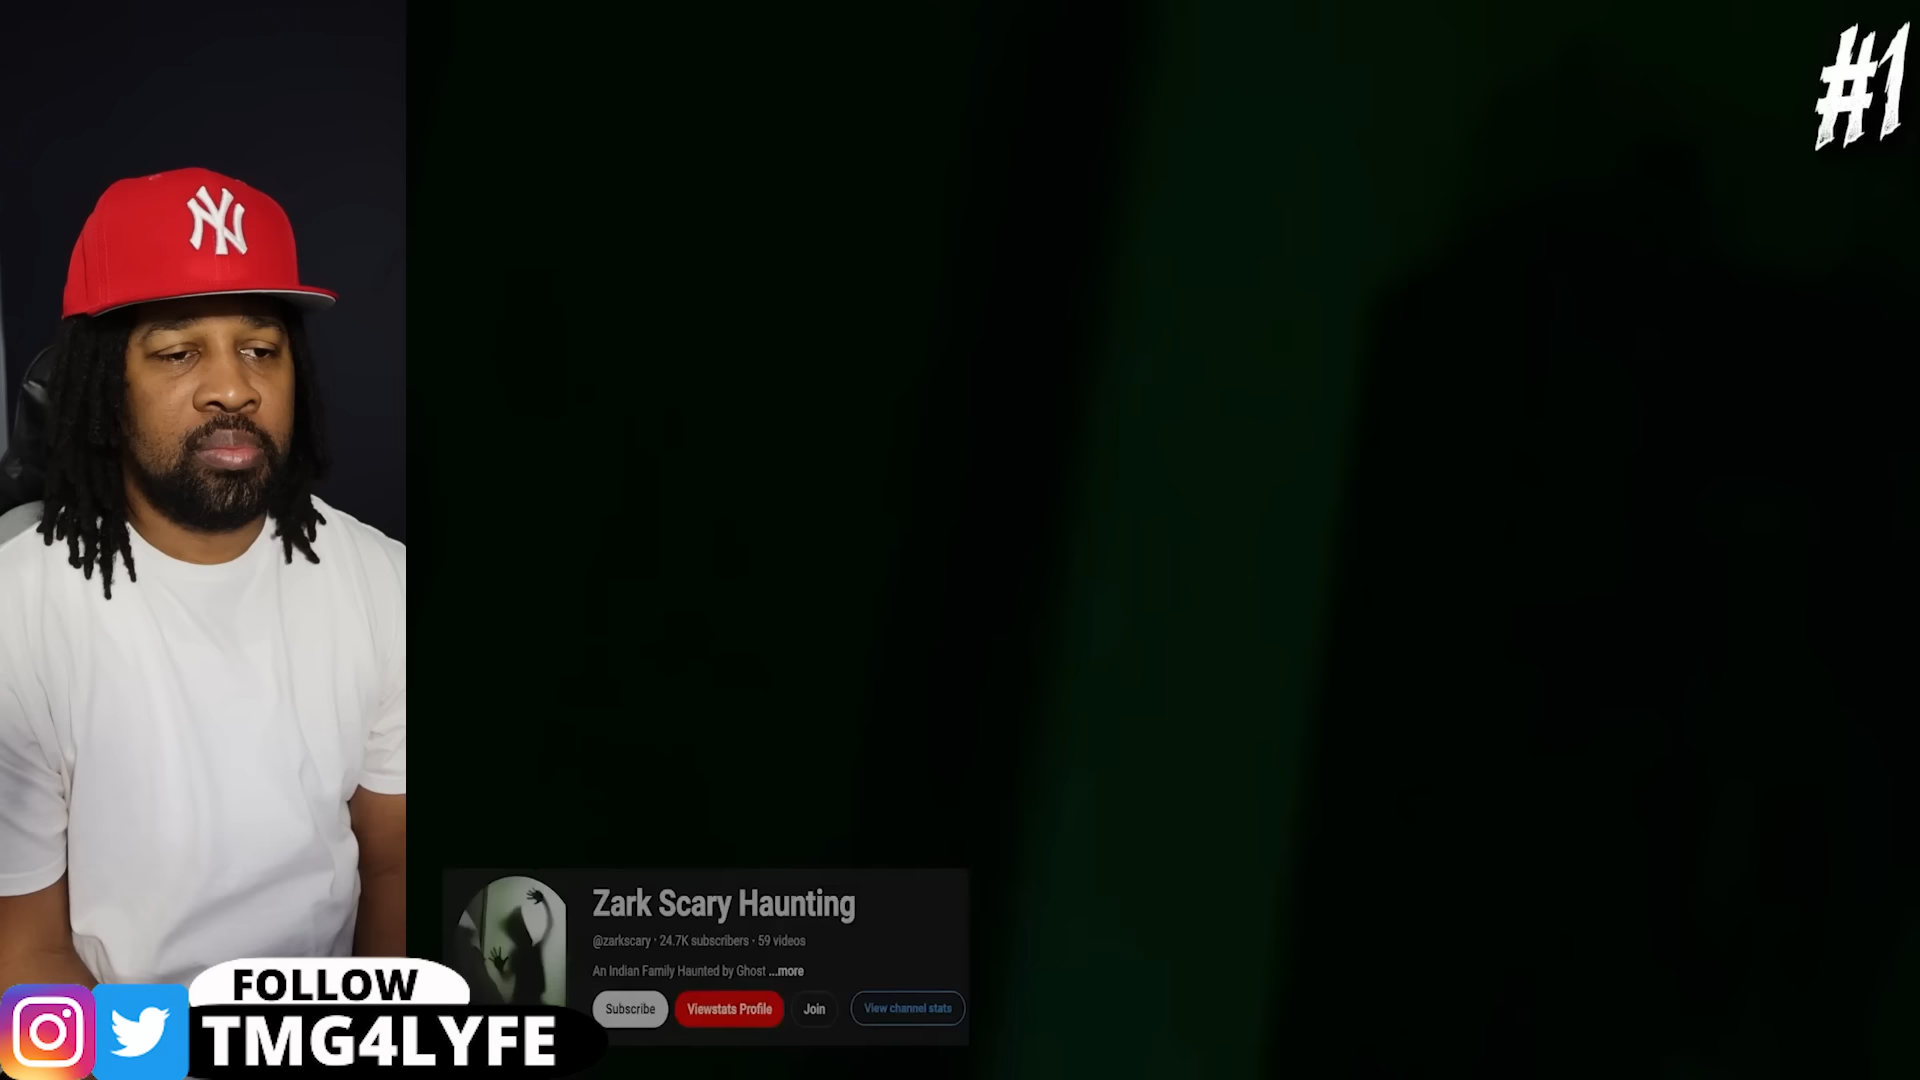 #1
NY
Zark Scary Haunting
@zarkscary · 24.7K subscribers · 59 videos
An Indian Family Haunted by Ghost ...more
Subscribe Viewstats Profile Join View channel stats
FOLLOW
TMG4LYFE